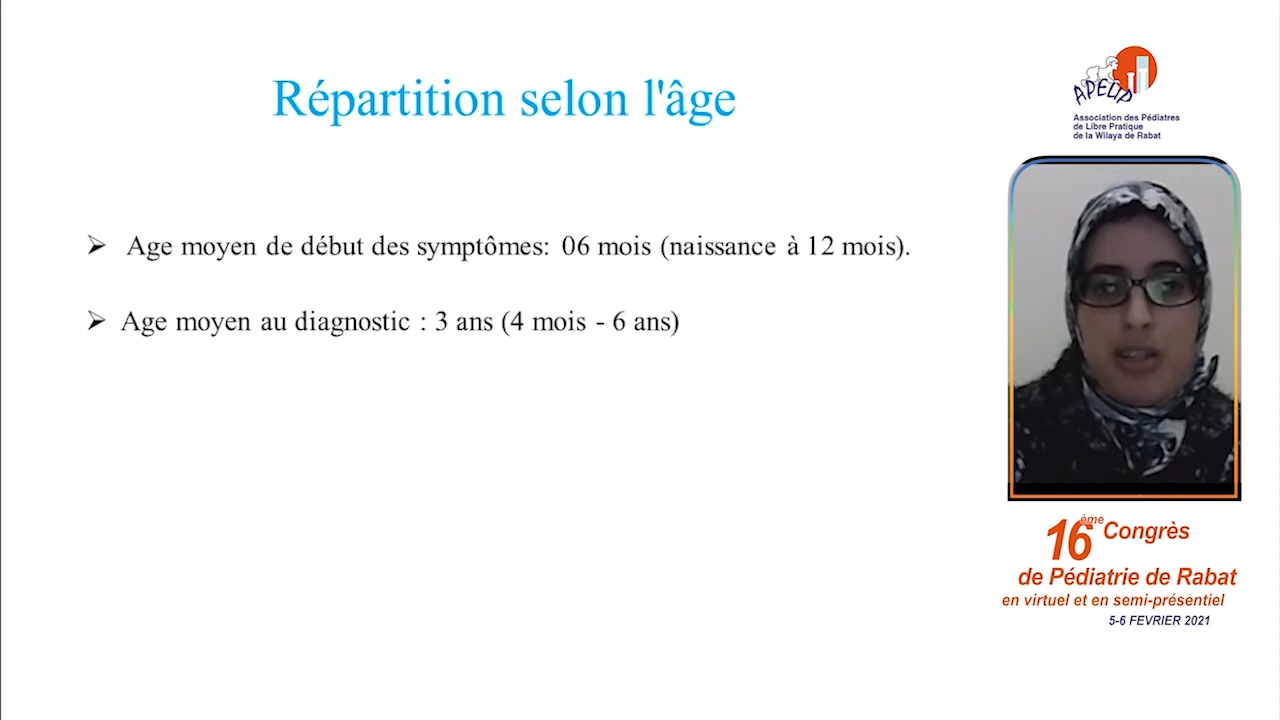 Répartition selon l'âge
Age moyen de début des symptômes: 06 mois (naissance à 12 mois).
Age moyen au diagnostic : 3 ans (4 mois - 6 ans)
APELIP
Association des Pédiatres
de Libre Pratique
de la Wilaya de Rabat
16ème Congrès
de Pédiatrie de Rabat
en virtuel et en semi-présentiel
5-6 FEVRIER 2021